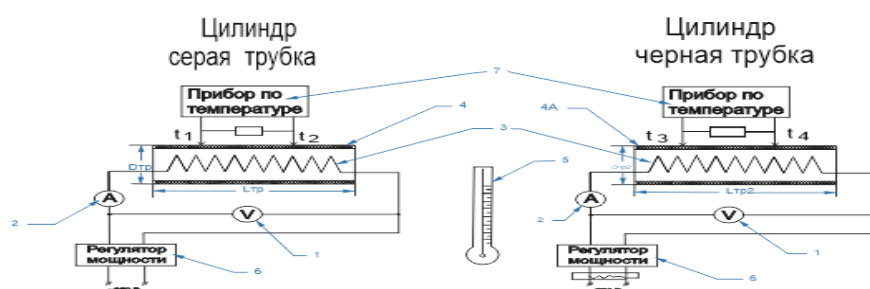 Цилиндр
серая трубка
Цилиндр
черная трубка
7
Прибор по
температуре
Прибор по
температуре
4
4А
t1
t2
t3
t4
3
5
Dтр
Lтр
Lтр2
A
V
2
1
A
V
2
1
Регулятор
мощности
6
Регулятор
мощности
6